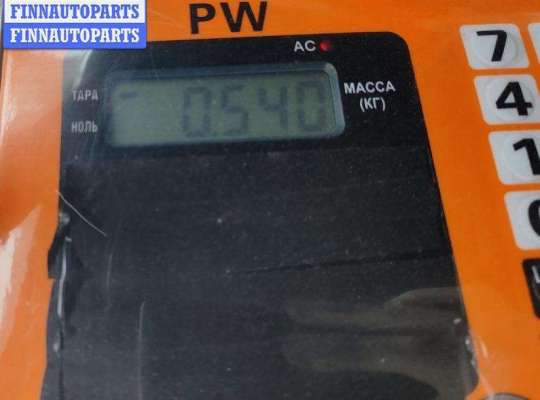 FINNAUTOPARTS
FINNAUTOPARTS
PW
AC
7
ТАРА
0.540
МАССА
(КГ)
4
НОЛЬ
1